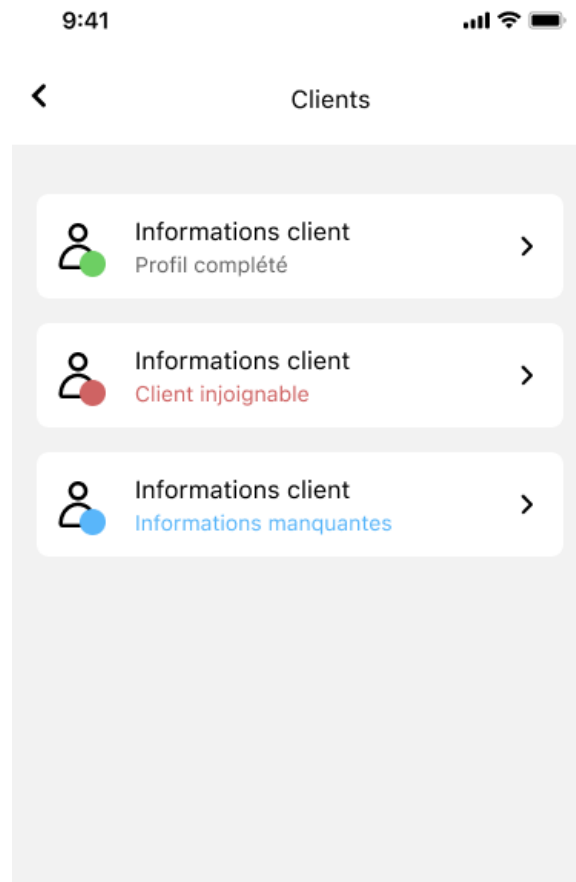 9:41
Clients
Informations client
Profil complété
Informations client
Client injoignable
Informations client
Informations manquantes